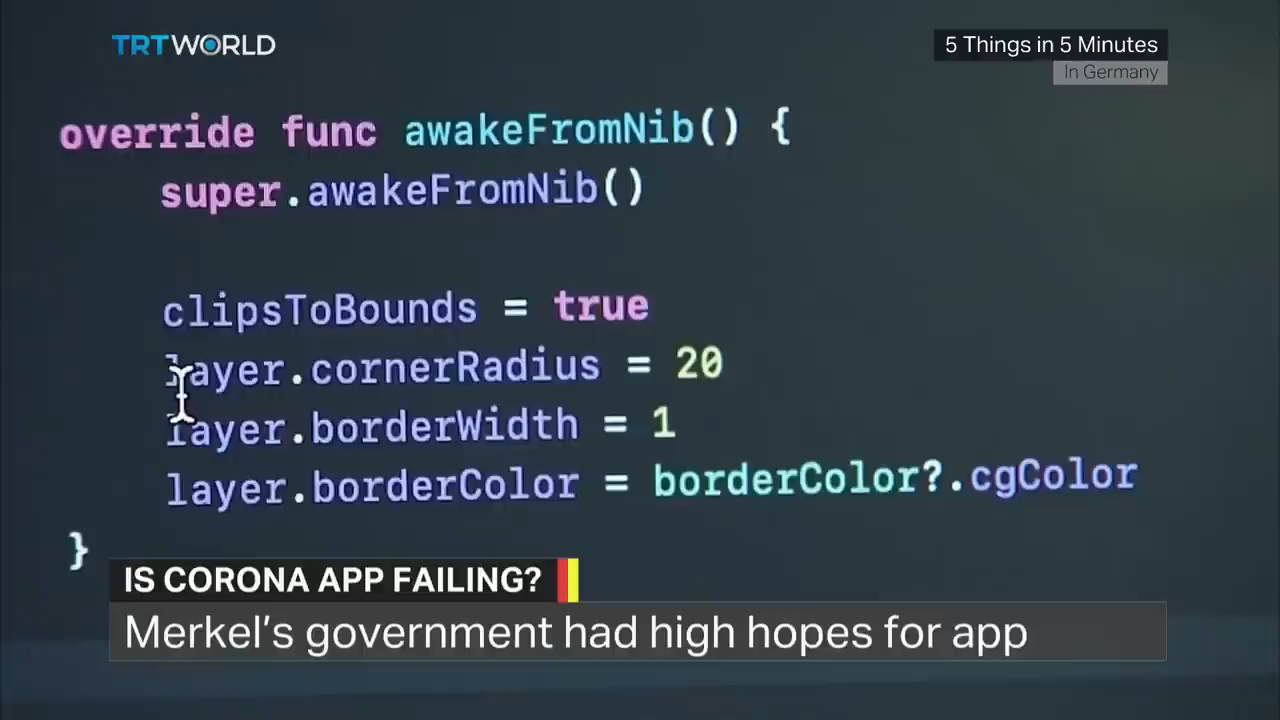 TRTWORLD
5 Things in 5 Minutes
In Germany
override func awakeFromNib() {
super.awakeFromNib()
clipsToBounds = true
layer.cornerRadius = 20
layer.borderWidth = 1
layer.borderColor = borderColor?.cgColor
}
IS CORONA APP FAILING?
Merkel's government had high hopes for app